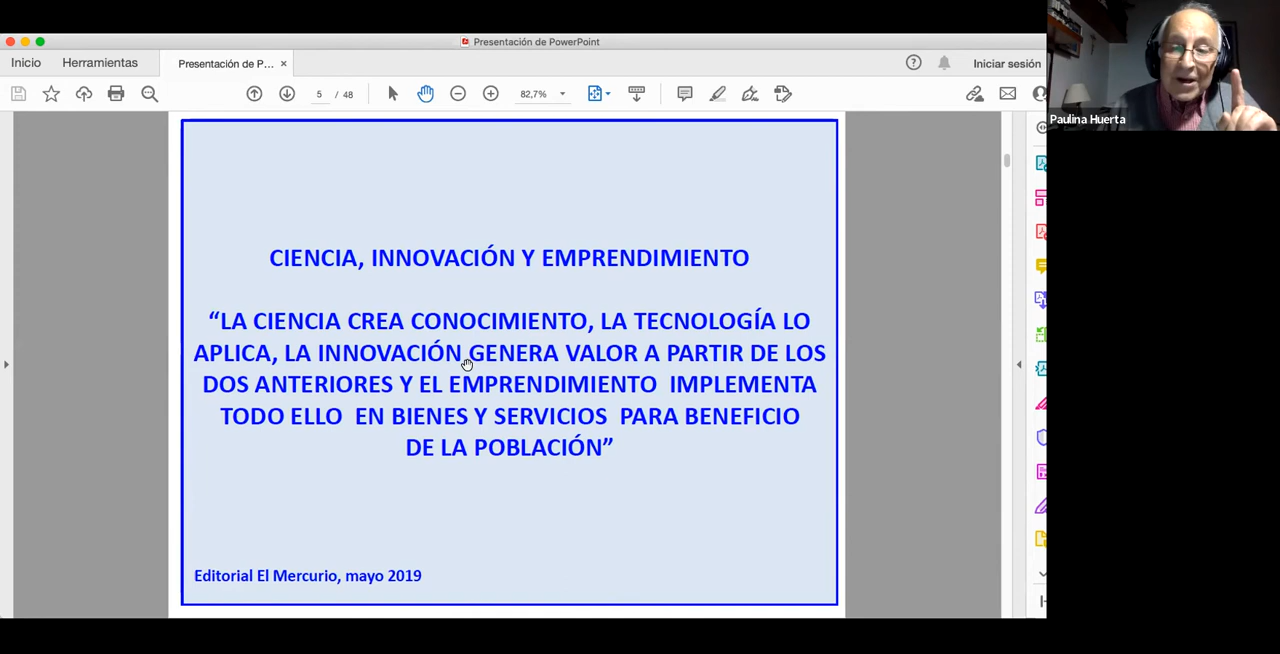 Presentación de PowerPoint
Inicio
Herramientas
Presentación de P... ×
Iniciar sesión
5 / 48
82,7%
Paulina Huerta
CIENCIA, INNOVACIÓN Y EMPRENDIMIENTO
“LA CIENCIA CREA CONOCIMIENTO, LA TECNOLOGÍA LO
APLICA, LA INNOVACIÓN GENERA VALOR A PARTIR DE LOS
DOS ANTERIORES Y EL EMPRENDIMIENTO IMPLEMENTA
TODO ELLO EN BIENES Y SERVICIOS PARA BENEFICIO
DE LA POBLACIÓN”
Editorial El Mercurio, mayo 2019